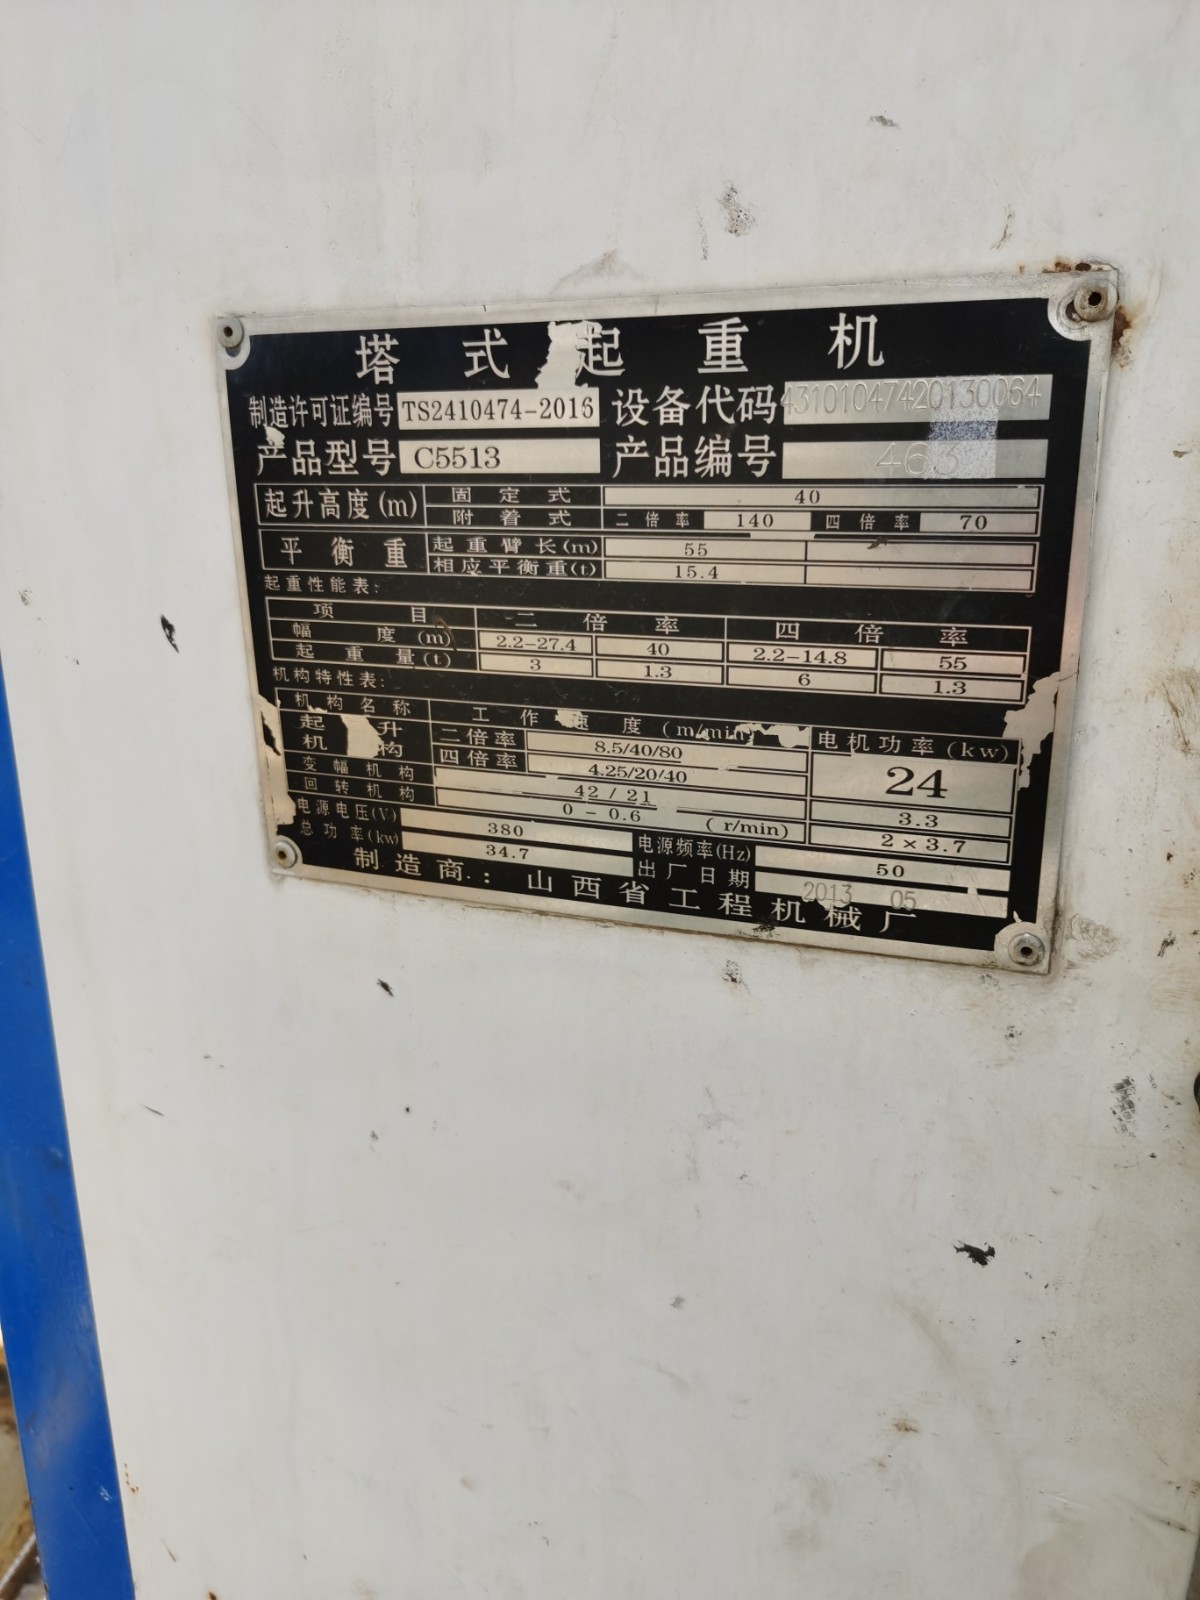 塔式起重机
制造许可证编号 TS2410474-2016 设备代码 43101047420130064
产品型号 C5513 产品编号 463
起升高度(m) 固定式 40
附着式 二倍率 140 四倍率 70
平衡重 起重臂长(m) 55
相应平衡重(t) 15.4
起重性能表:
项目 二倍率 四倍率
幅度(m) 2.2-27.4 40 2.2-14.8 55
起重量(t) 3 1.3 6 1.3
机构特性表:
机构名称 工作速度(m/min) 电机功率(kw)
起升机构 二倍率 8.5/40/80 24
四倍率 4.25/20/40
变幅机构 42/21 3.3
回转机构 0-0.6 (r/min) 2×3.7
电源电压(V) 380 电源频率(Hz) 50
总功率(kw) 34.7 出厂日期 2013 05
制造商:山西省工程机械厂